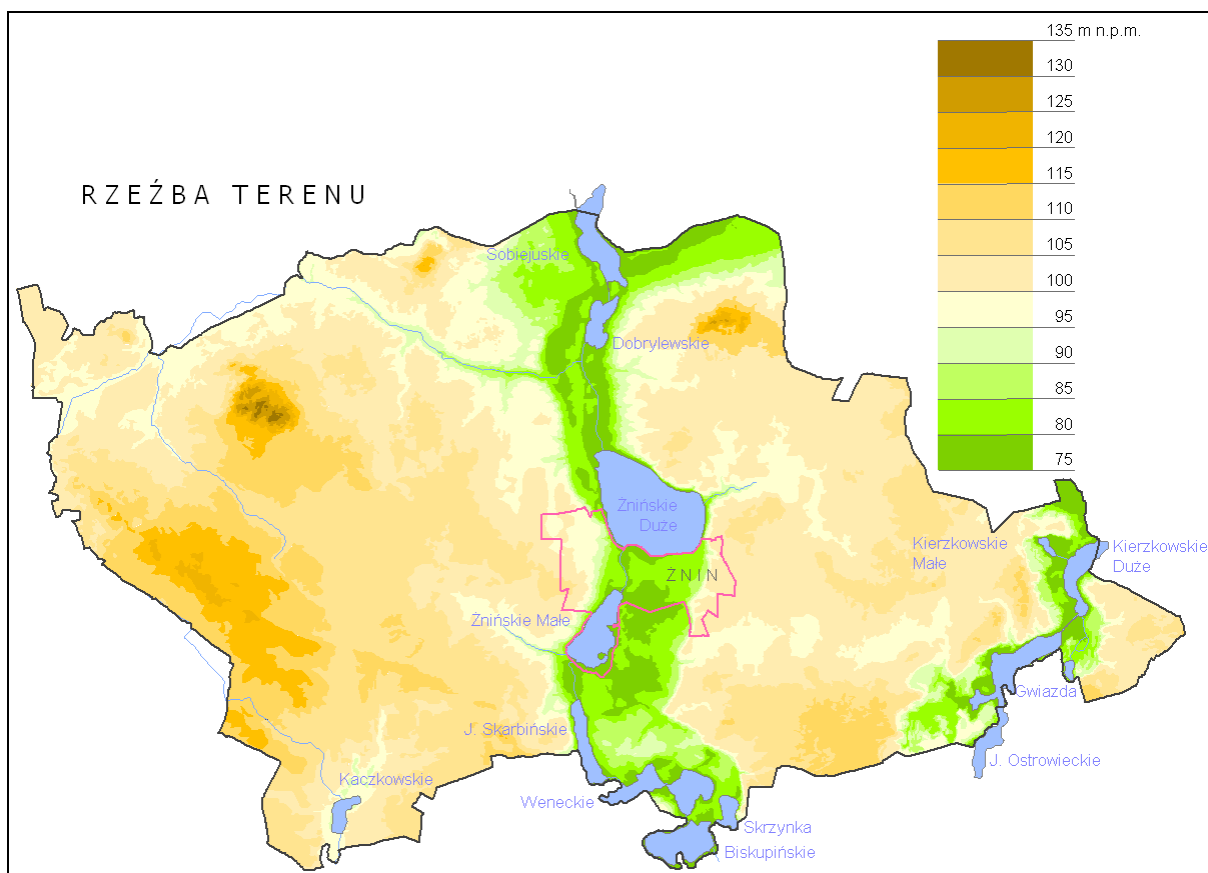 135 m n.p.m.
130
125
120
115
110
105
100
95
90
85
80
75
RZEŹBA TERENU
Sobiejuskie
Dobrylewskie
Żnińskie
Duże
Kierzkowskie
Małe
Kierzkowskie
Duże
ŻNIN
Żnińskie Małe
Gwiazda
J. Skarbińskie
J. Ostrowieckie
Kaczkowskie
Weneckie
Skrzynka
Biskupińskie